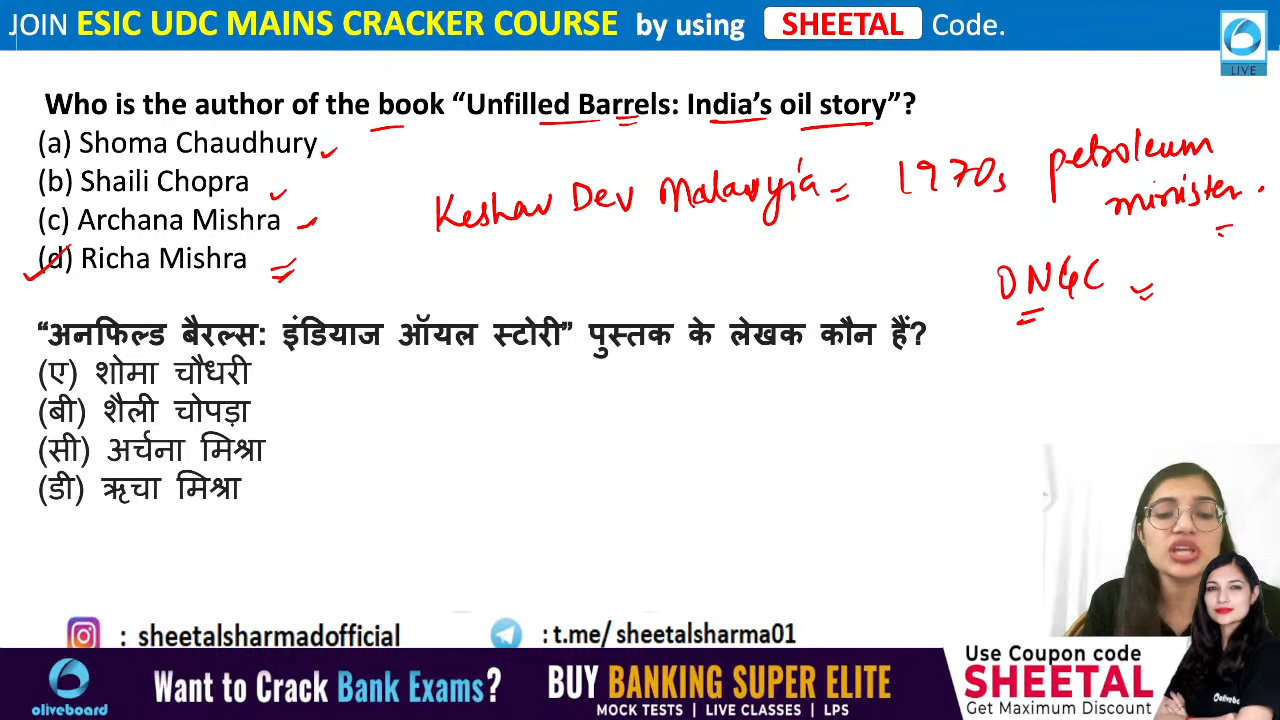 JOIN ESIC UDC MAINS CRACKER COURSE by using SHEETAL Code.
LIVE
Who is the author of the book “Unfilled Barrels: India’s oil story”?
(a) Shoma Chaudhury
(b) Shaili Chopra
(c) Archana Mishra
(d) Richa Mishra
Keshav Dev Malavyia = 1970s petroleum
minister.
ONGC
“अनफिल्ड बैरल्स: इंडियाज ऑयल स्टोरी” पुस्तक के लेखक कौन हैं?
(ए) शोमा चौधरी
(बी) शैली चोपड़ा
(सी) अर्चना मिश्रा
(डी) ऋचा मिश्रा
: sheetalsharmadofficial : t.me/ sheetalsharma01
oliveboard
Want to Crack Bank Exams?
BUY BANKING SUPER ELITE
MOCK TESTS | LIVE CLASSES | LPS
Use Coupon code
SHEETAL
Get Maximum Discount